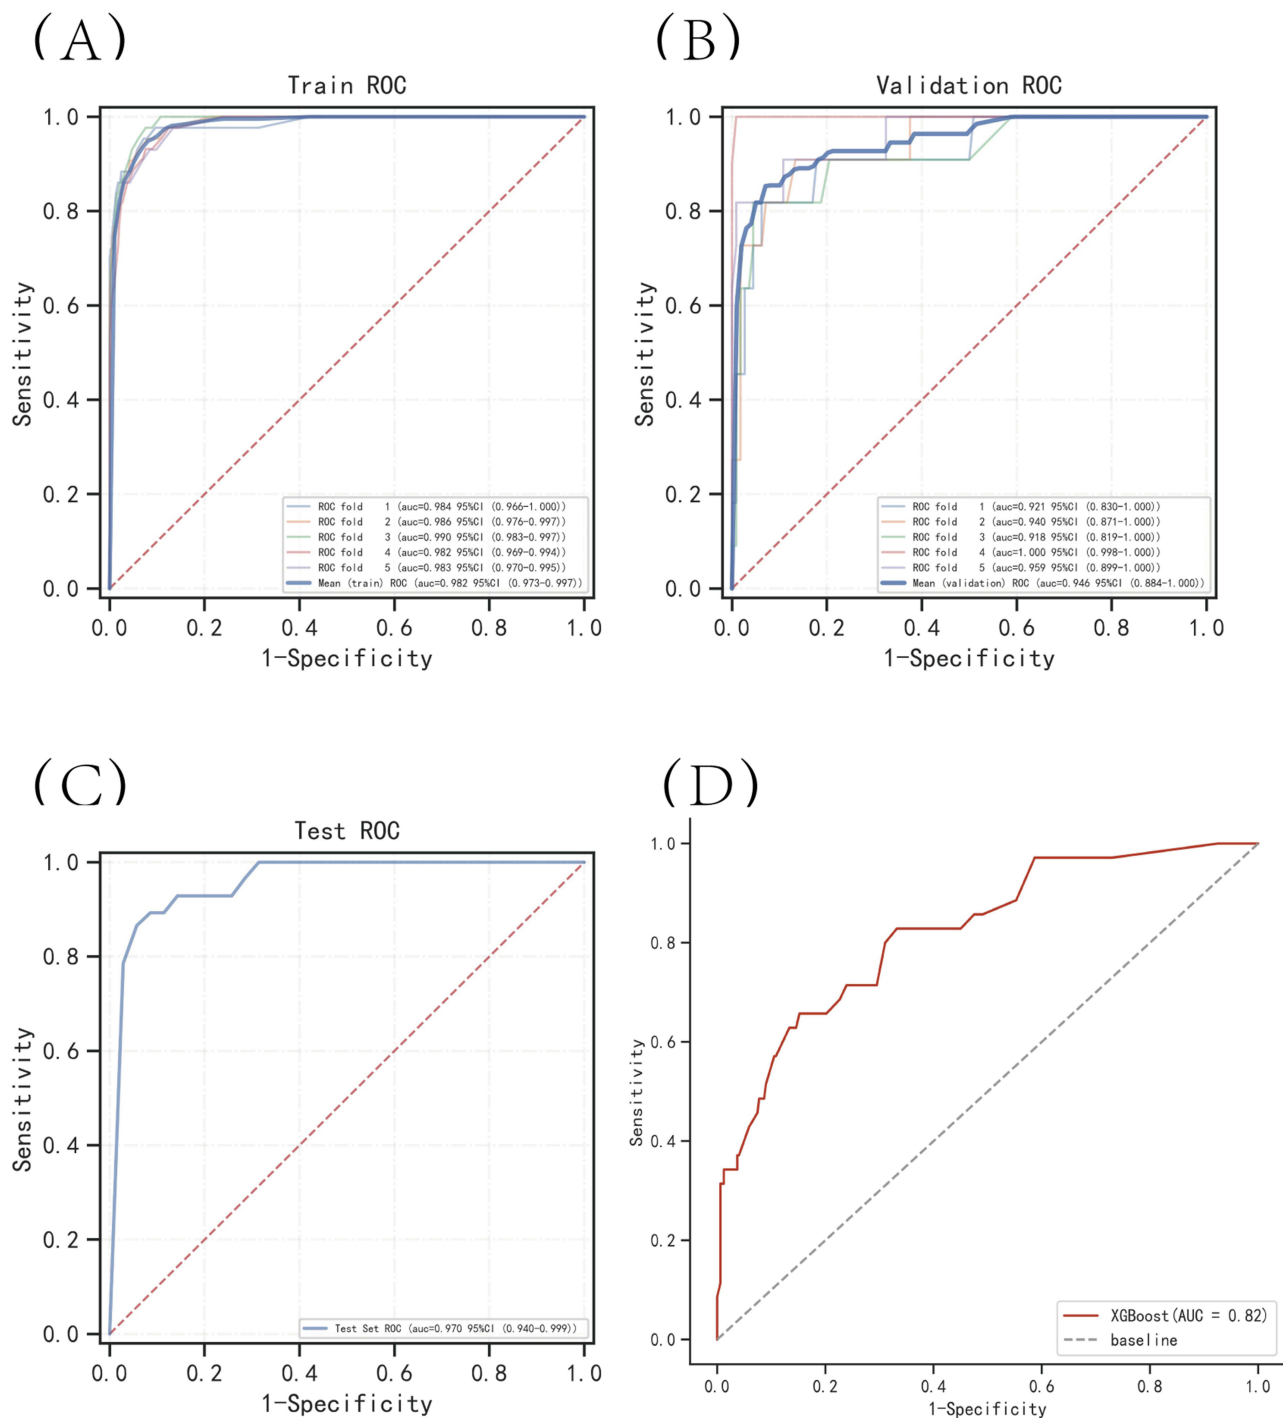 (A)
Train ROC
1.0
0.8
0.6
0.4
0.2
0.0
Sensitivity
ROC fold 1 (auc=0.984 95%CI (0.966-1.000))
ROC fold 2 (auc=0.986 95%CI (0.976-0.997))
ROC fold 3 (auc=0.990 95%CI (0.983-0.997))
ROC fold 4 (auc=0.982 95%CI (0.969-0.994))
ROC fold 5 (auc=0.983 95%CI (0.970-0.995))
Mean (train) ROC (auc=0.982 95%CI (0.973-0.997))
0.0 0.2 0.4 0.6 0.8 1.0
1-Specificity
(B)
Validation ROC
1.0
0.8
0.6
0.4
0.2
0.0
Sensitivity
ROC fold 1 (auc=0.921 95%CI (0.830-1.000))
ROC fold 2 (auc=0.940 95%CI (0.871-1.000))
ROC fold 3 (auc=0.918 95%CI (0.819-1.000))
ROC fold 4 (auc=1.000 95%CI (0.998-1.000))
ROC fold 5 (auc=0.959 95%CI (0.899-1.000))
Mean (validation) ROC (auc=0.946 95%CI (0.884-1.000))
0.0 0.2 0.4 0.6 0.8 1.0
1-Specificity
(C)
Test ROC
1.0
0.8
0.6
0.4
0.2
0.0
Sensitivity
Test Set ROC (auc=0.970 95%CI (0.940-0.999))
0.0 0.2 0.4 0.6 0.8 1.0
1-Specificity
(D)
1.0
0.8
0.6
0.4
0.2
0.0
Sensitivity
XGBoost(AUC = 0.82)
baseline
0.0 0.2 0.4 0.6 0.8 1.0
1-Specificity